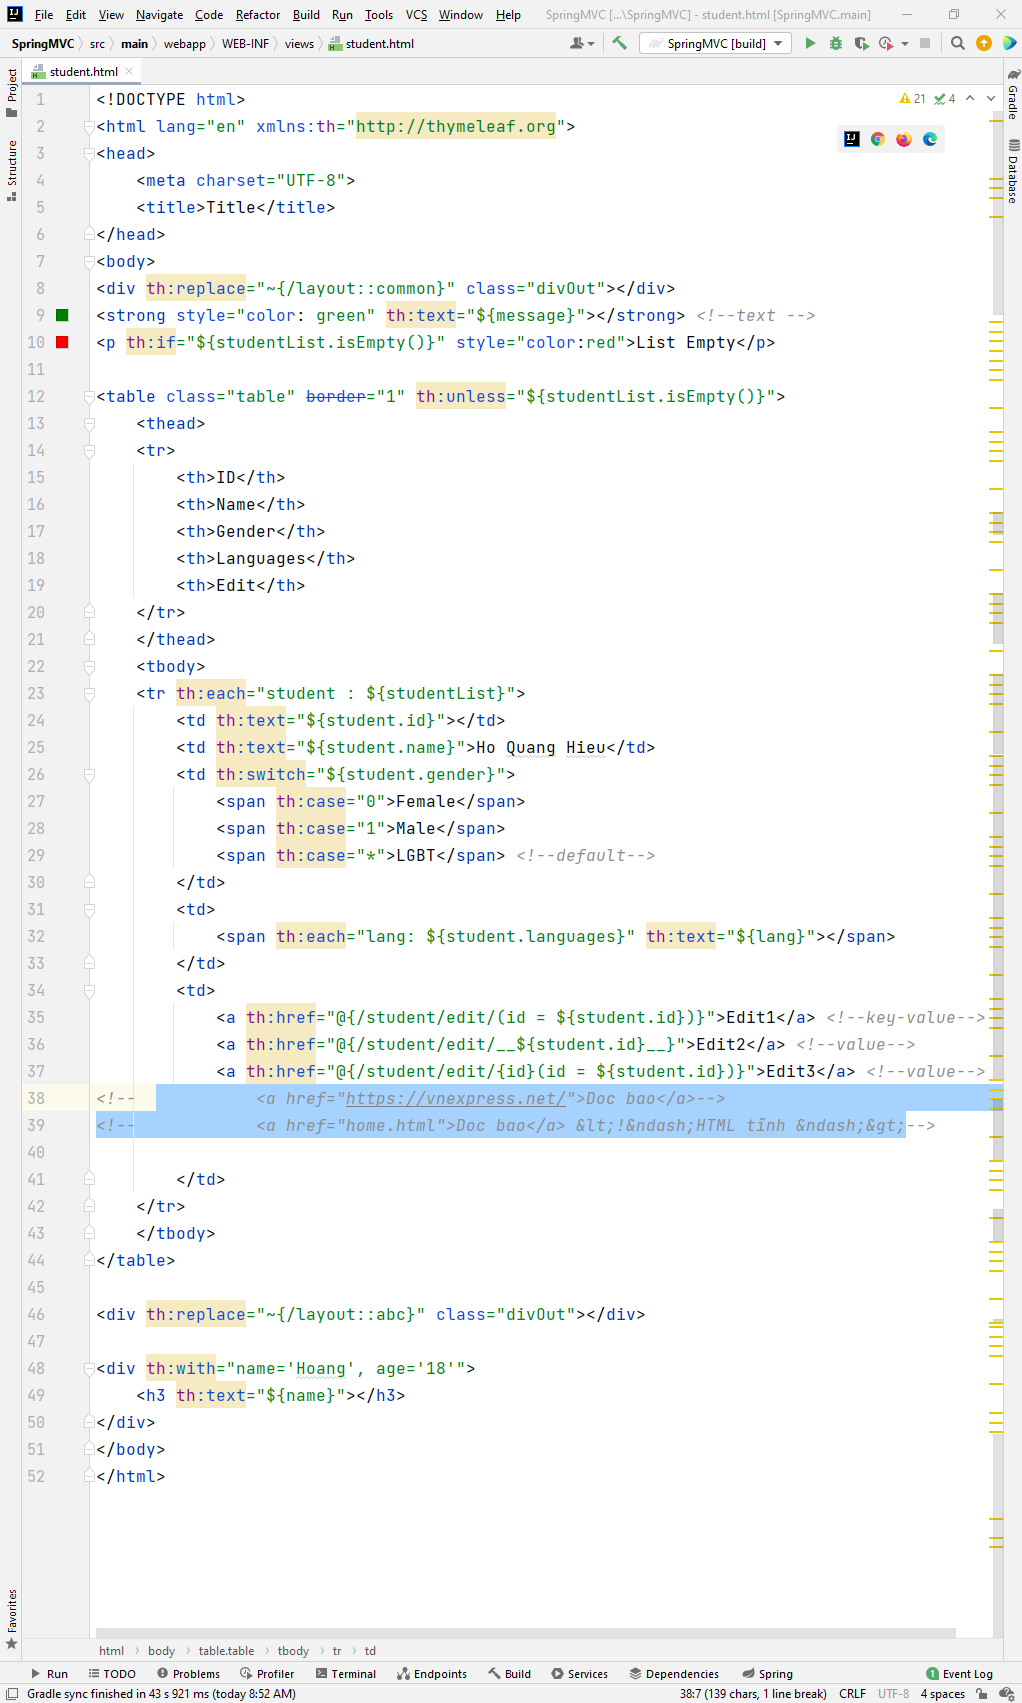 File Edit View Navigate Code Refactor Build Run Tools VCS Window Help SpringMVC [...\SpringMVC] - student.html [SpringMVC.main]
SpringMVC src main webapp WEB-INF views student.html SpringMVC [build]
student.html
Project
Structure
Favorites
Gradle
Database
21 4
1 <!DOCTYPE html>
2 <html lang="en" xmlns:th="http://thymeleaf.org">
3 <head>
4     <meta charset="UTF-8">
5     <title>Title</title>
6 </head>
7 <body>
8 <div th:replace="~{/layout::common}" class="divOut"></div>
9 <strong style="color: green" th:text="${message}"></strong> <!--text -->
10 <p th:if="${studentList.isEmpty()}" style="color:red">List Empty</p>
11
12 <table class="table" border="1" th:unless="${studentList.isEmpty()}">
13     <thead>
14     <tr>
15         <th>ID</th>
16         <th>Name</th>
17         <th>Gender</th>
18         <th>Languages</th>
19         <th>Edit</th>
20     </tr>
21     </thead>
22     <tbody>
23     <tr th:each="student : ${studentList}">
24         <td th:text="${student.id}"></td>
25         <td th:text="${student.name}">Ho Quang Hieu</td>
26         <td th:switch="${student.gender}">
27             <span th:case="0">Female</span>
28             <span th:case="1">Male</span>
29             <span th:case="*">LGBT</span> <!--default-->
30         </td>
31         <td>
32             <span th:each="lang: ${student.languages}" th:text="${lang}"></span>
33         </td>
34         <td>
35             <a th:href="@{/student/edit/(id = ${student.id})}">Edit1</a> <!--key-value-->
36             <a th:href="@{/student/edit/__${student.id}__}">Edit2</a> <!--value-->
37             <a th:href="@{/student/edit/{id}(id = ${student.id})}">Edit3</a> <!--value-->
38 <!--            <a href="https://vnexpress.net/">Doc bao</a>-->
39 <!--            <a href="home.html">Doc bao</a> &lt;!&ndash;HTML tĩnh &ndash;&gt;-->
40
41         </td>
42     </tr>
43     </tbody>
44 </table>
45
46 <div th:replace="~{/layout::abc}" class="divOut"></div>
47
48 <div th:with="name='Hoang', age='18'">
49     <h3 th:text="${name}"></h3>
50 </div>
51 </body>
52 </html>
html body table.table tbody tr td
Run TODO Problems Profiler Terminal Endpoints Build Services Dependencies Spring 1 Event Log
Gradle sync finished in 43 s 921 ms (today 8:52 AM) 38:7 (139 chars, 1 line break) CRLF UTF-8 4 spaces